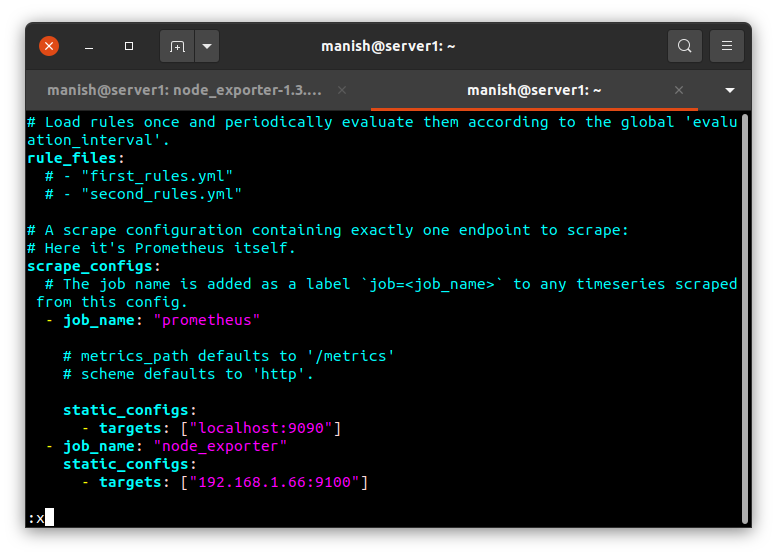 manish@server1: ~
manish@server1: node_exporter-1.3.... manish@server1: ~
# Load rules once and periodically evaluate them according to the global 'evalu
ation_interval'.
rule_files:
  # - "first_rules.yml"
  # - "second_rules.yml"

# A scrape configuration containing exactly one endpoint to scrape:
# Here it's Prometheus itself.
scrape_configs:
  # The job name is added as a label `job=<job_name>` to any timeseries scraped
 from this config.
  - job_name: "prometheus"

    # metrics_path defaults to '/metrics'
    # scheme defaults to 'http'.

    static_configs:
      - targets: ["localhost:9090"]
  - job_name: "node_exporter"
    static_configs:
      - targets: ["192.168.1.66:9100"]

:x